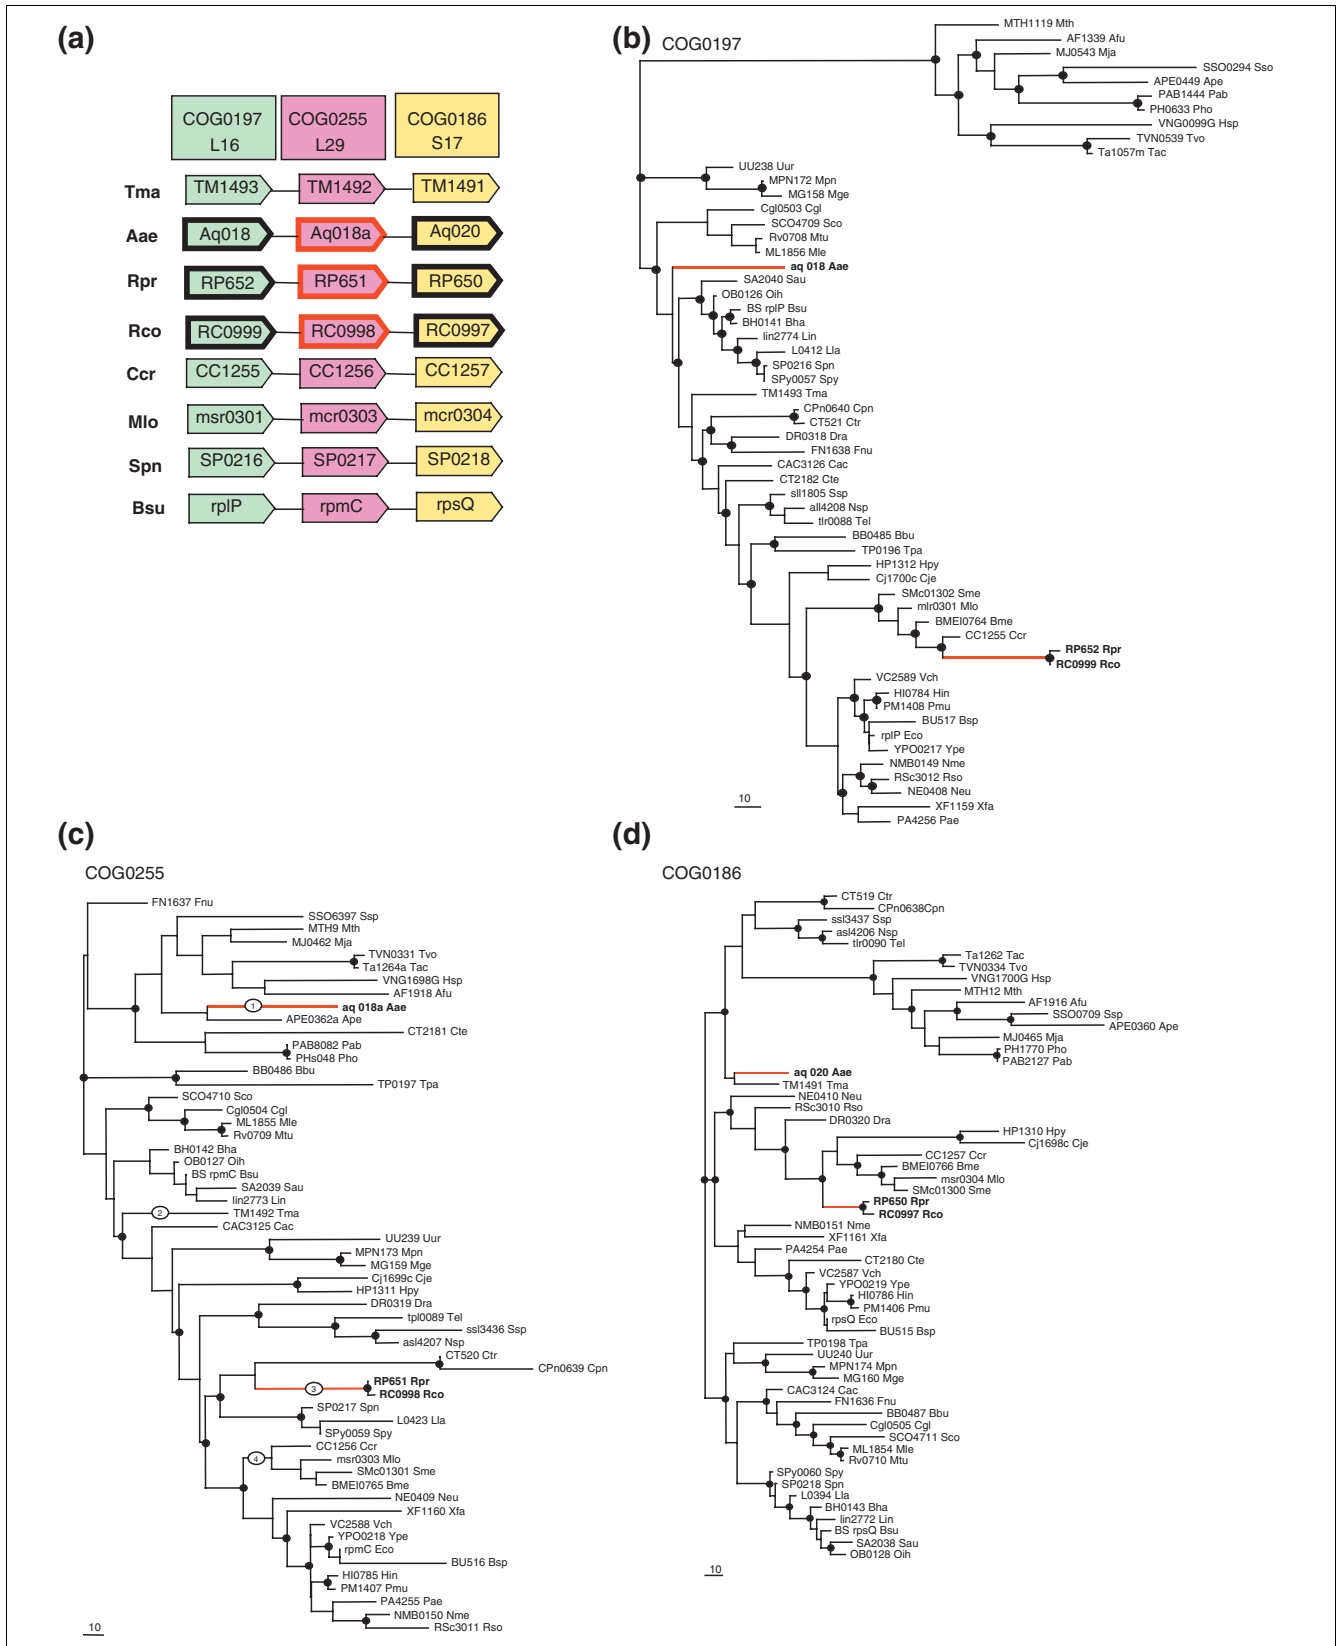 (a)
COG0197
L16
COG0255
L29
COG0186
S17
Tma
TM1493
TM1492
TM1491
Aae
Aq018
Aq018a
Aq020
Rpr
RP652
RP651
RP650
Rco
RC0999
RC0998
RC0997
Ccr
CC1255
CC1256
CC1257
Mlo
msr0301
mcr0303
mcr0304
Spn
SP0216
SP0217
SP0218
Bsu
rplP
rpmC
rpsQ
(b)
COG0197
MTH1119 Mth
AF1339 Afu
MJ0543 Mja
SSO0294 Sso
APE0449 Ape
PAB1444 Pab
PH0633 Pho
VNG0099G Hsp
TVN0539 Tvo
Ta1057m Tac
UU238 Uur
MPN172 Mpn
MG158 Mge
Cgl0503 Cgl
SCO4709 Sco
Rv0708 Mtu
ML1856 Mle
aq 018 Aae
SA2040 Sau
OB0126 Oih
BS rplP Bsu
BH0141 Bha
lin2774 Lin
L0412 Lla
SP0216 Spn
SPy0057 Spy
TM1493 Tma
CPn0640 Cpn
CT521 Ctr
DR0318 Dra
FN1638 Fnu
CAC3126 Cac
CT2182 Cte
sll1805 Ssp
all4208 Nsp
tlr0088 Tel
BB0485 Bbu
TP0196 Tpa
HP1312 Hpy
Cj1700c Cje
SMc01302 Sme
mlr0301 Mlo
BMEI0764 Bme
CC1255 Ccr
RP652 Rpr
RC0999 Rco
VC2589 Vch
HI0784 Hin
PM1408 Pmu
BU517 Bsp
rplP Eco
YPO0217 Ype
NMB0149 Nme
RSc3012 Rso
NE0408 Neu
XF1159 Xfa
PA4256 Pae
10
(c)
COG0255
FN1637 Fnu
SSO6397 Ssp
MTH9 Mth
MJ0462 Mja
TVN0331 Tvo
Ta1264a Tac
VNG1698G Hsp
AF1918 Afu
1
aq 018a Aae
APE0362a Ape
CT2181 Cte
PAB8082 Pab
PHs048 Pho
BB0486 Bbu
TP0197 Tpa
SCO4710 Sco
Cgl0504 Cgl
ML1855 Mle
Rv0709 Mtu
BH0142 Bha
OB0127 Oih
BS rpmC Bsu
SA2039 Sau
lin2773 Lin
2
TM1492 Tma
CAC3125 Cac
UU239 Uur
MPN173 Mpn
MG159 Mge
Cj1699c Cje
HP1311 Hpy
DR0319 Dra
tpl0089 Tel
ssl3436 Ssp
asl4207 Nsp
CT520 Ctr
CPn0639 Cpn
3
RP651 Rpr
RC0998 Rco
SP0217 Spn
L0423 Lla
SPy0059 Spy
4
CC1256 Ccr
msr0303 Mlo
SMc01301 Sme
BMEI0765 Bme
NE0409 Neu
XF1160 Xfa
VC2588 Vch
YPO0218 Ype
rpmC Eco
BU516 Bsp
HI0785 Hin
PM1407 Pmu
PA4255 Pae
NMB0150 Nme
RSc3011 Rso
10
(d)
COG0186
CT519 Ctr
CPn0638Cpn
ssl3437 Ssp
asl4206 Nsp
tlr0090 Tel
Ta1262 Tac
TVN0334 Tvo
VNG1700G Hsp
MTH12 Mth
AF1916 Afu
SSO0709 Ssp
APE0360 Ape
MJ0465 Mja
PH1770 Pho
PAB2127 Pab
aq 020 Aae
TM1491 Tma
NE0410 Neu
RSc3010 Rso
DR0320 Dra
HP1310 Hpy
Cj1698c Cje
CC1257 Ccr
BMEI0766 Bme
msr0304 Mlo
SMc01300 Sme
RP650 Rpr
RC0997 Rco
NMB0151 Nme
XF1161 Xfa
PA4254 Pae
CT2180 Cte
VC2587 Vch
YPO0219 Ype
HI0786 Hin
PM1406 Pmu
rpsQ Eco
BU515 Bsp
TP0198 Tpa
UU240 Uur
MPN174 Mpn
MG160 Mge
CAC3124 Cac
FN1636 Fnu
BB0487 Bbu
Cgl0505 Cgl
SCO4711 Sco
ML1854 Mle
Rv0710 Mtu
SPy0060 Spy
SP0218 Spn
L0394 Lla
BH0143 Bha
lin2772 Lin
BS rpsQ Bsu
SA2038 Sau
OB0128 Oih
10